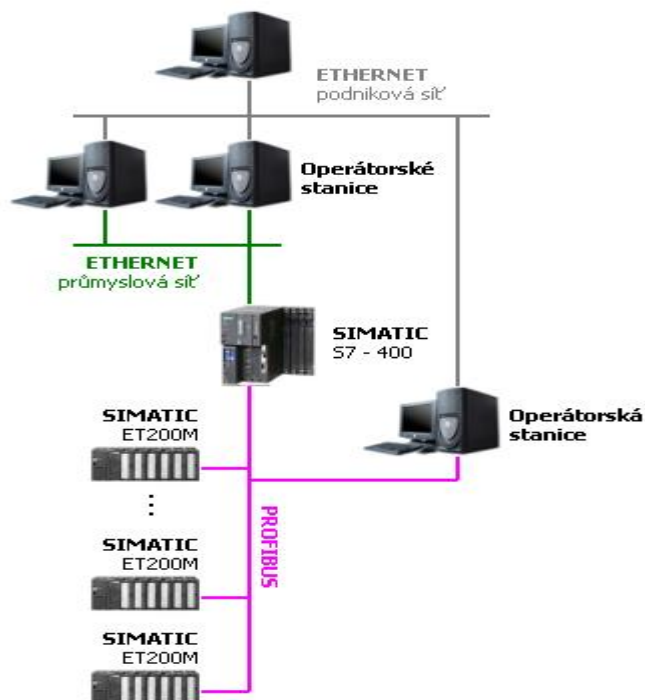 ETHERNET
podniková síť
Operátorské
stanice
ETHERNET
průmyslová síť
SIMATIC
S7 - 400
SIMATIC
ET200M
Operátorská
stanice
PROFIBUS
SIMATIC
ET200M
SIMATIC
ET200M